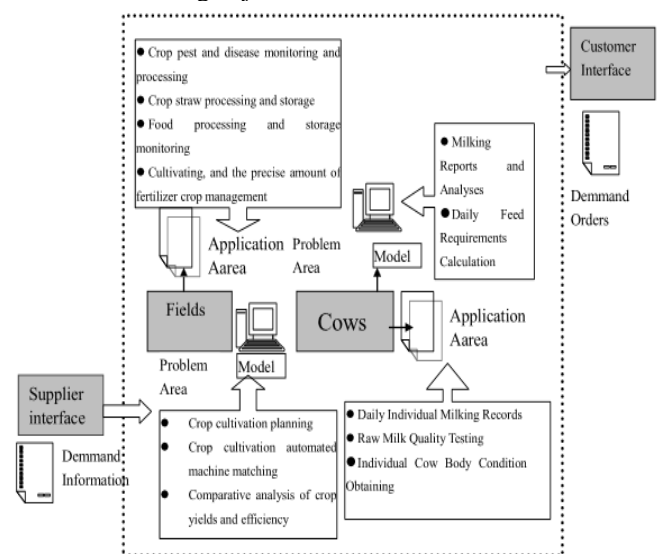 ● Crop pest and disease monitoring and
processing
● Crop straw processing and storage
● Food processing and storage
monitoring
● Cultivating, and the precise amount of
fertilizer crop management
Customer
Interface
● Milking
Reports and
Analyses
● Daily Feed
Requirements
Calculation
Demmand
Orders
Application
Aarea
Problem
Area
Model
Fields
Cows
Application
Aarea
Problem
Area
Model
Supplier
interface
Demmand
Information
● Crop cultivation planning
● Crop cultivation automated
machine matching
● Comparative analysis of crop
yields and efficiency
● Daily Individual Milking Records
● Raw Milk Quality Testing
● Individual Cow Body Condition
Obtaining